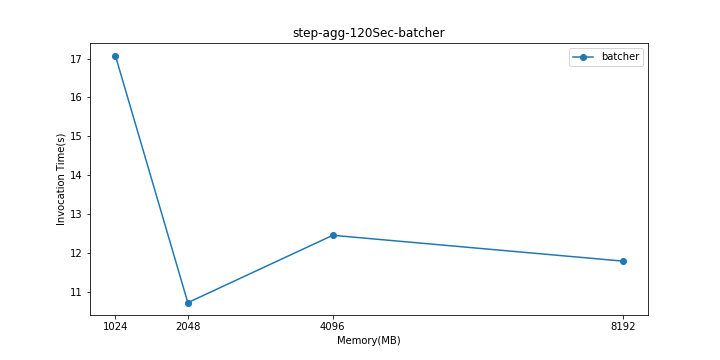 step-agg-120Sec-batcher
batcher
Invocation Time(s)
17
16
15
14
13
12
11
1024 2048 4096 8192
Memory(MB)